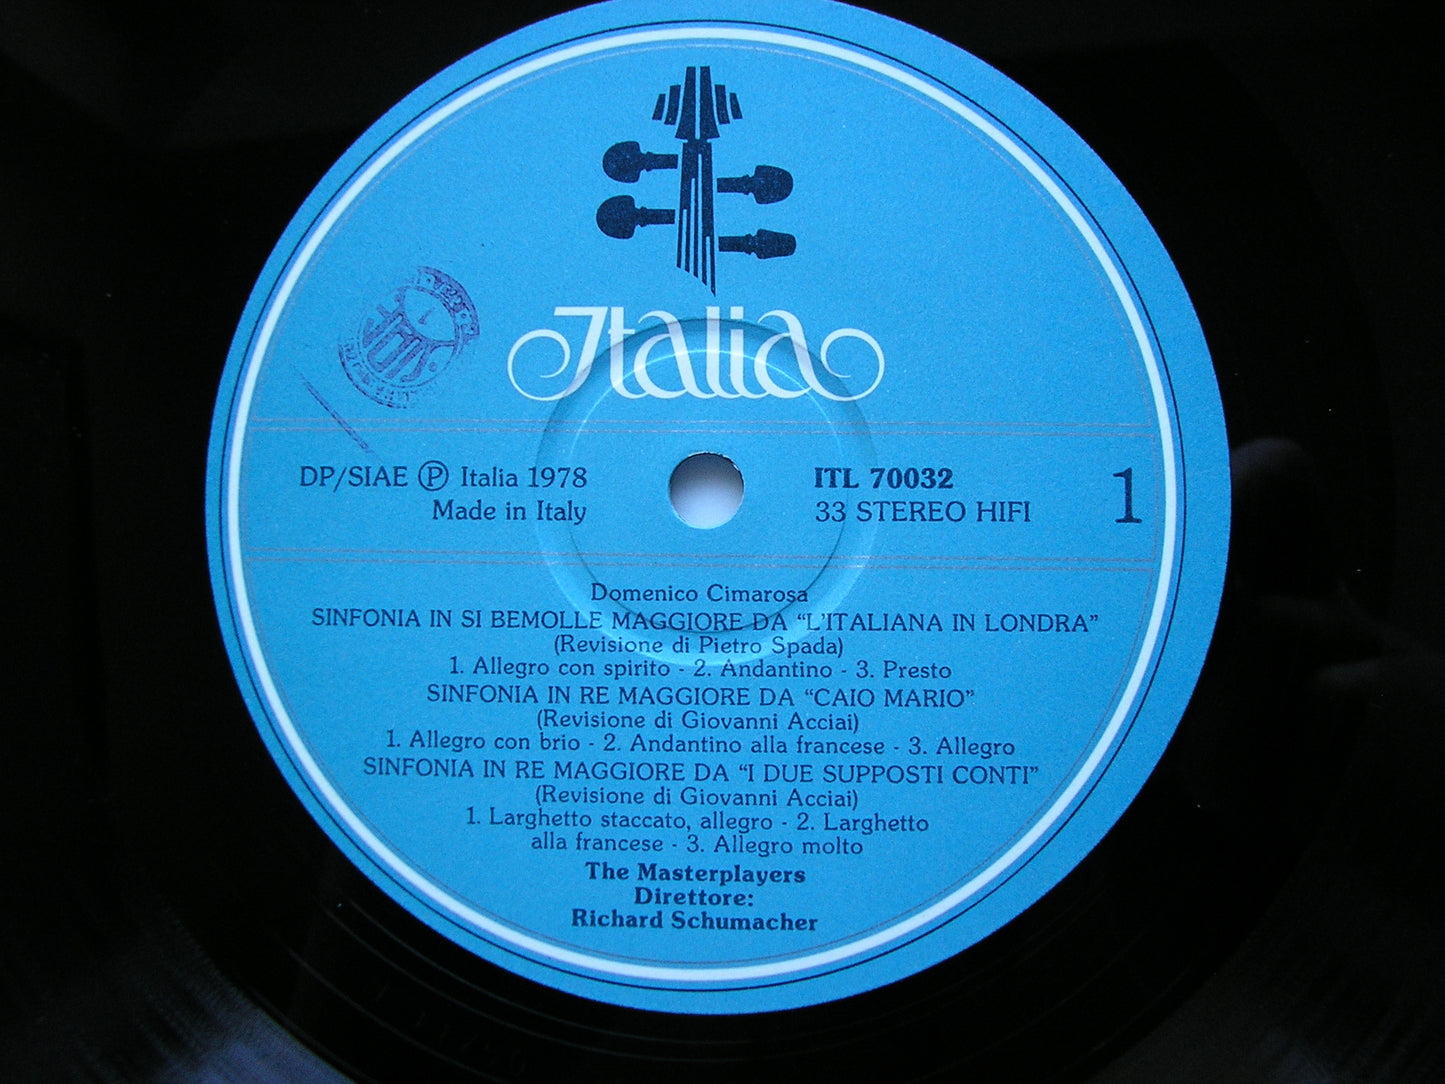 Italia
DP/SIAE Ⓟ Italia 1978
Made in Italy
ITL 70032
33 STEREO HIFI
1
Domenico Cimarosa
SINFONIA IN SI BEMOLLE MAGGIORE DA “L’ITALIANA IN LONDRA”
(Revisione di Pietro Spada)
1. Allegro con spirito - 2. Andantino - 3. Presto
SINFONIA IN RE MAGGIORE DA “CAIO MARIO”
(Revisione di Giovanni Acciai)
1. Allegro con brio - 2. Andantino alla francese - 3. Allegro
SINFONIA IN RE MAGGIORE DA “I DUE SUPPOSTI CONTI”
(Revisione di Giovanni Acciai)
1. Larghetto staccato, allegro - 2. Larghetto
alla francese - 3. Allegro molto
The Masterplayers
Direttore:
Richard Schumacher